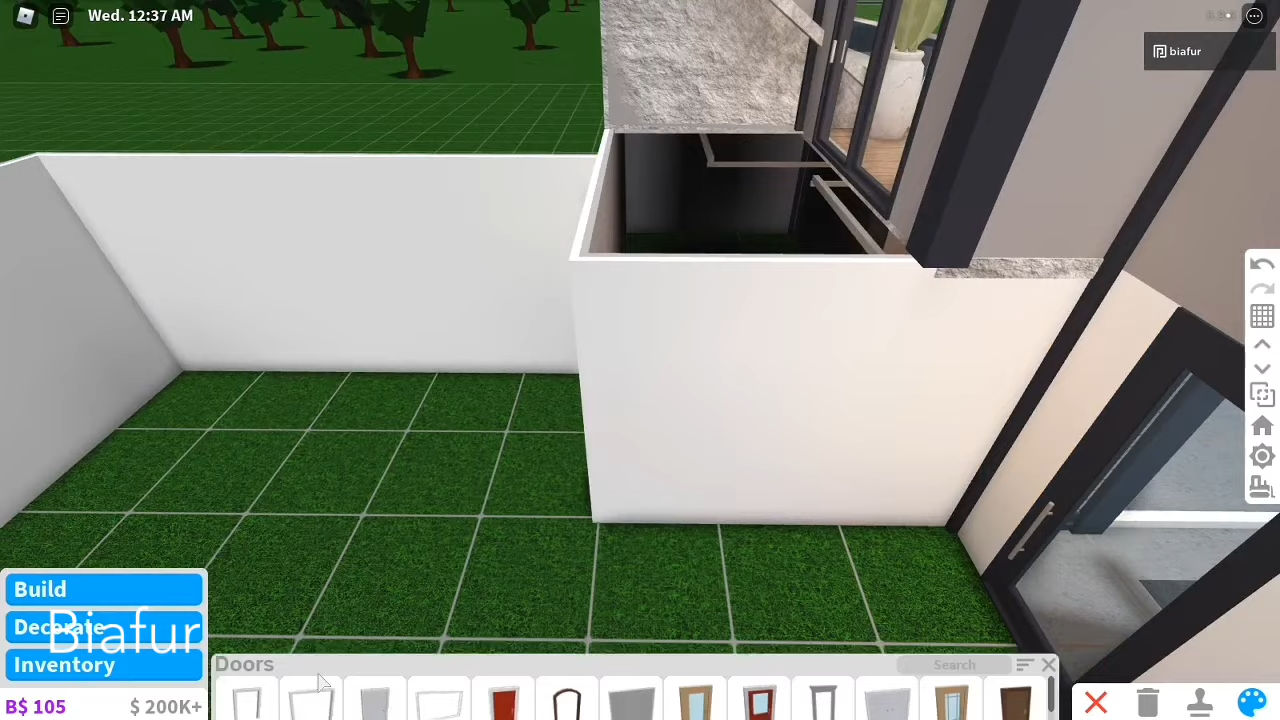 Wed. 12:37 AM
biafur
Build
Decorate
Biafur
Inventory
B$ 105
$ 200K+
Doors
Search